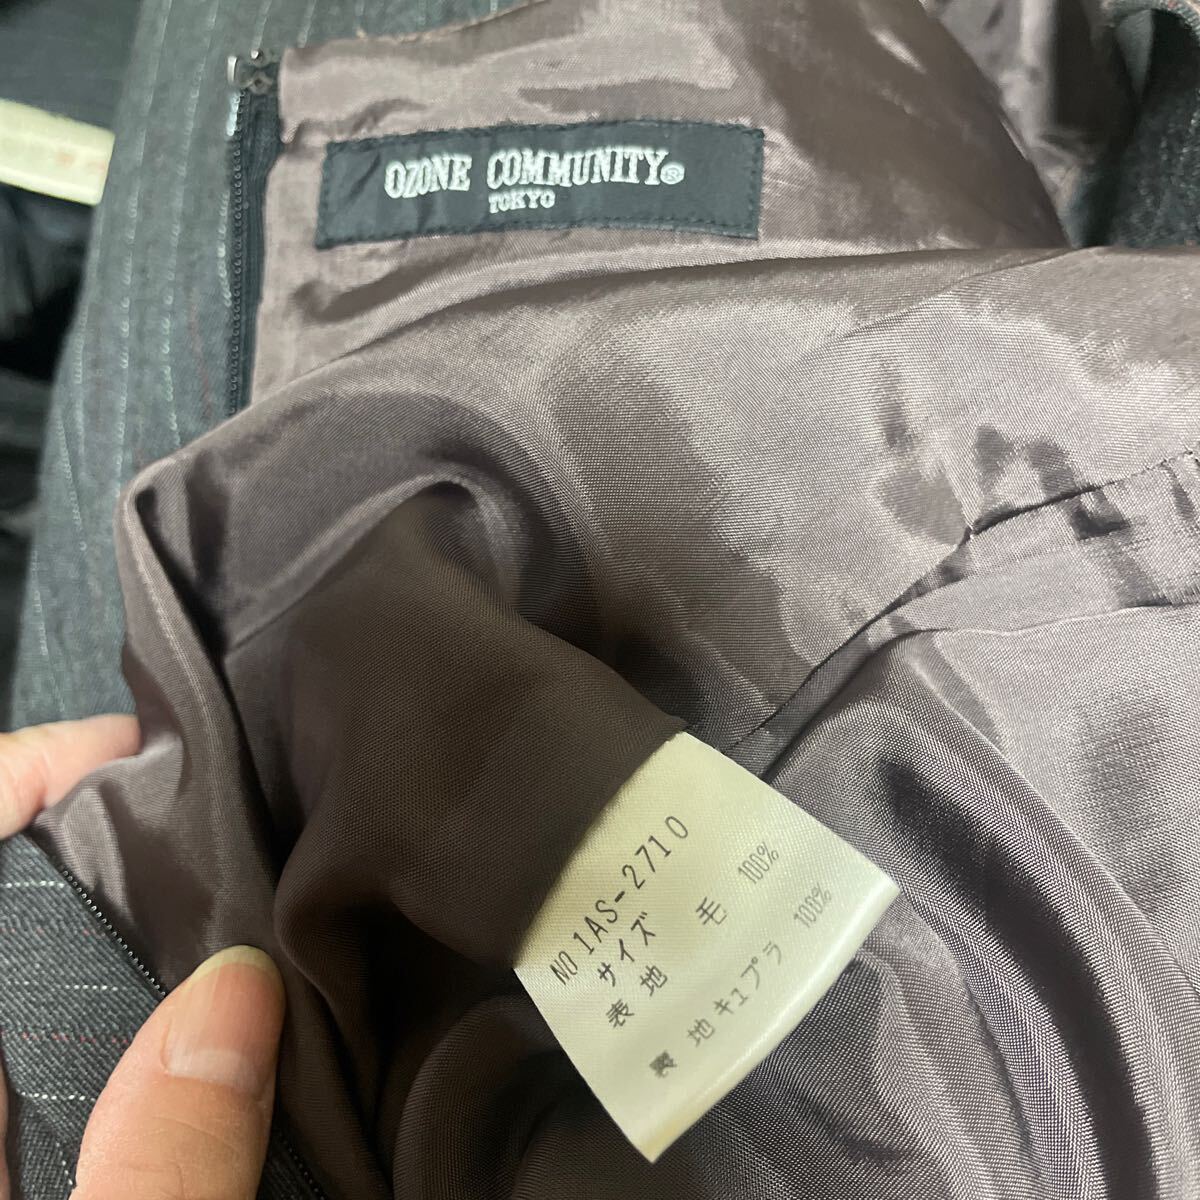 OZONE COMMUNITY®
TOKYO
NO 1AS-2710
サイズ
表 地 毛 100%
裏 地 キュプラ 100%